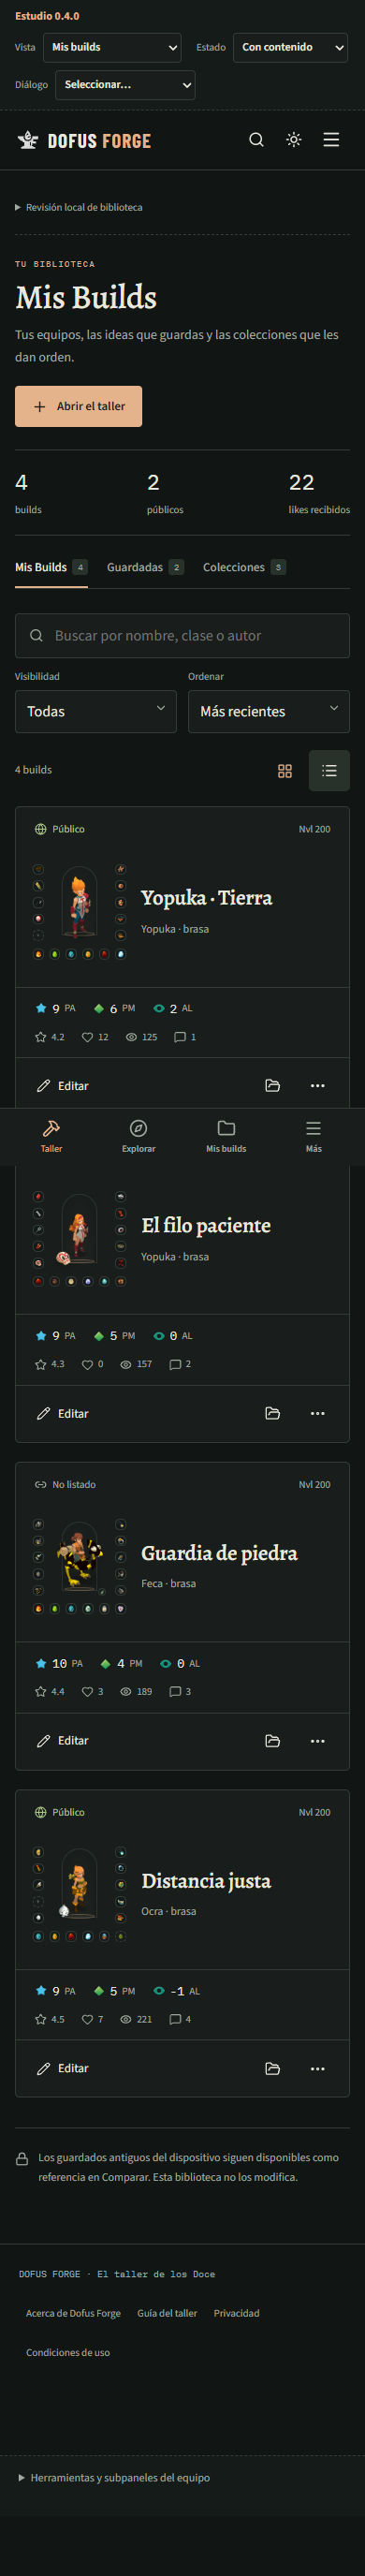 Estudio 0.4.0
Vista Mis builds Estado Con contenido
Diálogo Seleccionar...
DOFUS FORGE
Revisión local de biblioteca
TU BIBLIOTECA
Mis Builds
Tus equipos, las ideas que guardas y las colecciones que les
dan orden.
Abrir el taller
4 2 22
builds públicos likes recibidos
Mis Builds 4 Guardadas 2 Colecciones 3
Buscar por nombre, clase o autor
Visibilidad Ordenar
Todas Más recientes
4 builds
Público Nvl 200
Yopuka · Tierra
Yopuka · brasa
9 PA 6 PM 2 AL
4.2 12 125 1
Editar
Taller Explorar Mis builds Más
El filo paciente
Yopuka · brasa
9 PA 5 PM 0 AL
4.3 0 157 2
Editar
No listado Nvl 200
Guardia de piedra
Feca · brasa
10 PA 4 PM 0 AL
4.4 3 189 3
Editar
Público Nvl 200
Distancia justa
Ocra · brasa
9 PA 5 PM -1 AL
4.5 7 221 4
Editar
Los guardados antiguos del dispositivo siguen disponibles como
referencia en Comparar. Esta biblioteca no los modifica.
DOFUS FORGE · El taller de los Doce
Acerca de Dofus Forge Guía del taller Privacidad
Condiciones de uso
Herramientas y subpaneles del equipo